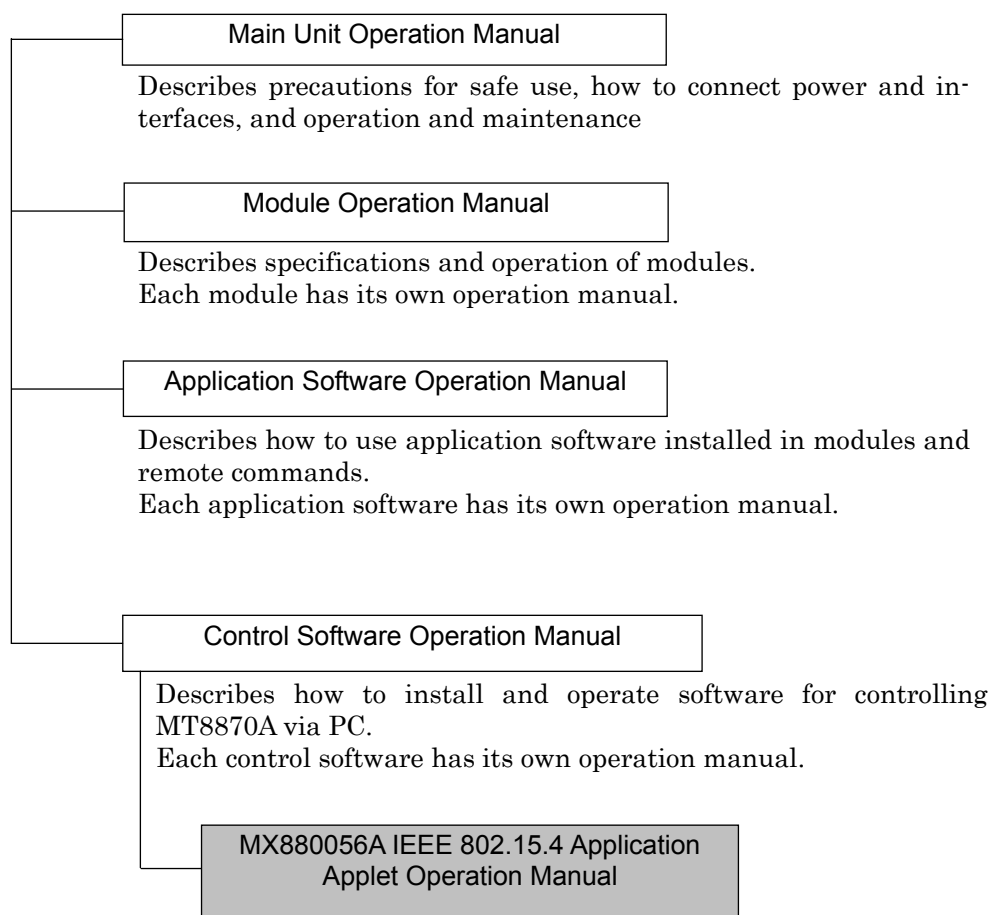 Main Unit Operation Manual
Describes precautions for safe use, how to connect power and in-
terfaces, and operation and maintenance
Module Operation Manual
Describes specifications and operation of modules.
Each module has its own operation manual.
Application Software Operation Manual
Describes how to use application software installed in modules and
remote commands.
Each application software has its own operation manual.
Control Software Operation Manual
Describes how to install and operate software for controlling
MT8870A via PC.
Each control software has its own operation manual.
MX880056A IEEE 802.15.4 Application
Applet Operation Manual